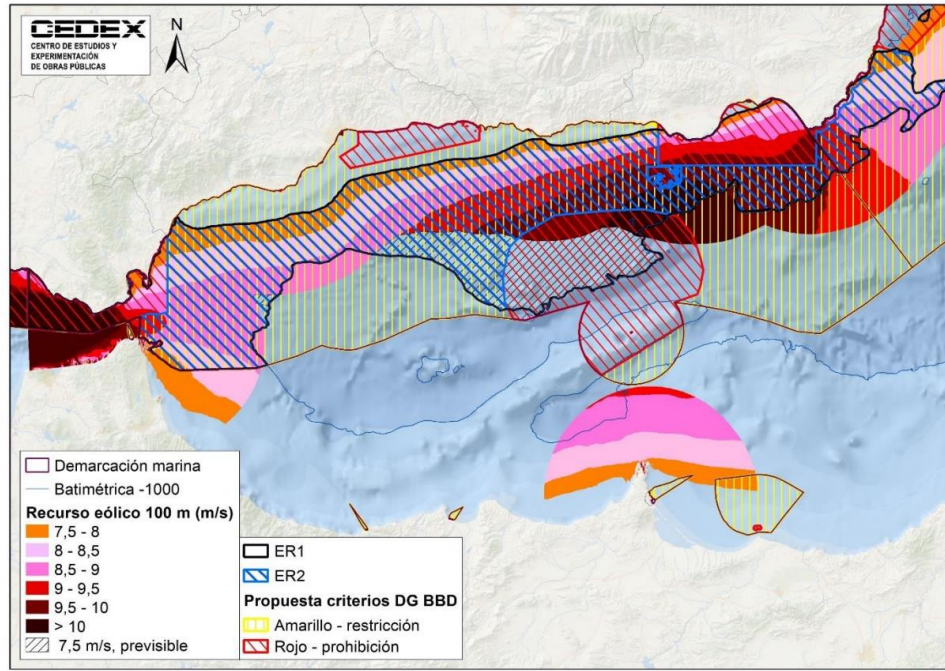 CEDEX
CENTRO DE ESTUDIOS Y
EXPERIMENTACIÓN
DE OBRAS PÚBLICAS
N
Demarcación marina
Batimétrica -1000
Recurso eólico 100 m (m/s)
7,5 - 8
8 - 8,5
8,5 - 9
9 - 9,5
9,5 - 10
> 10
7,5 m/s, previsible
ER1
ER2
Propuesta criterios DG BBD
Amarillo - restricción
Rojo - prohibición